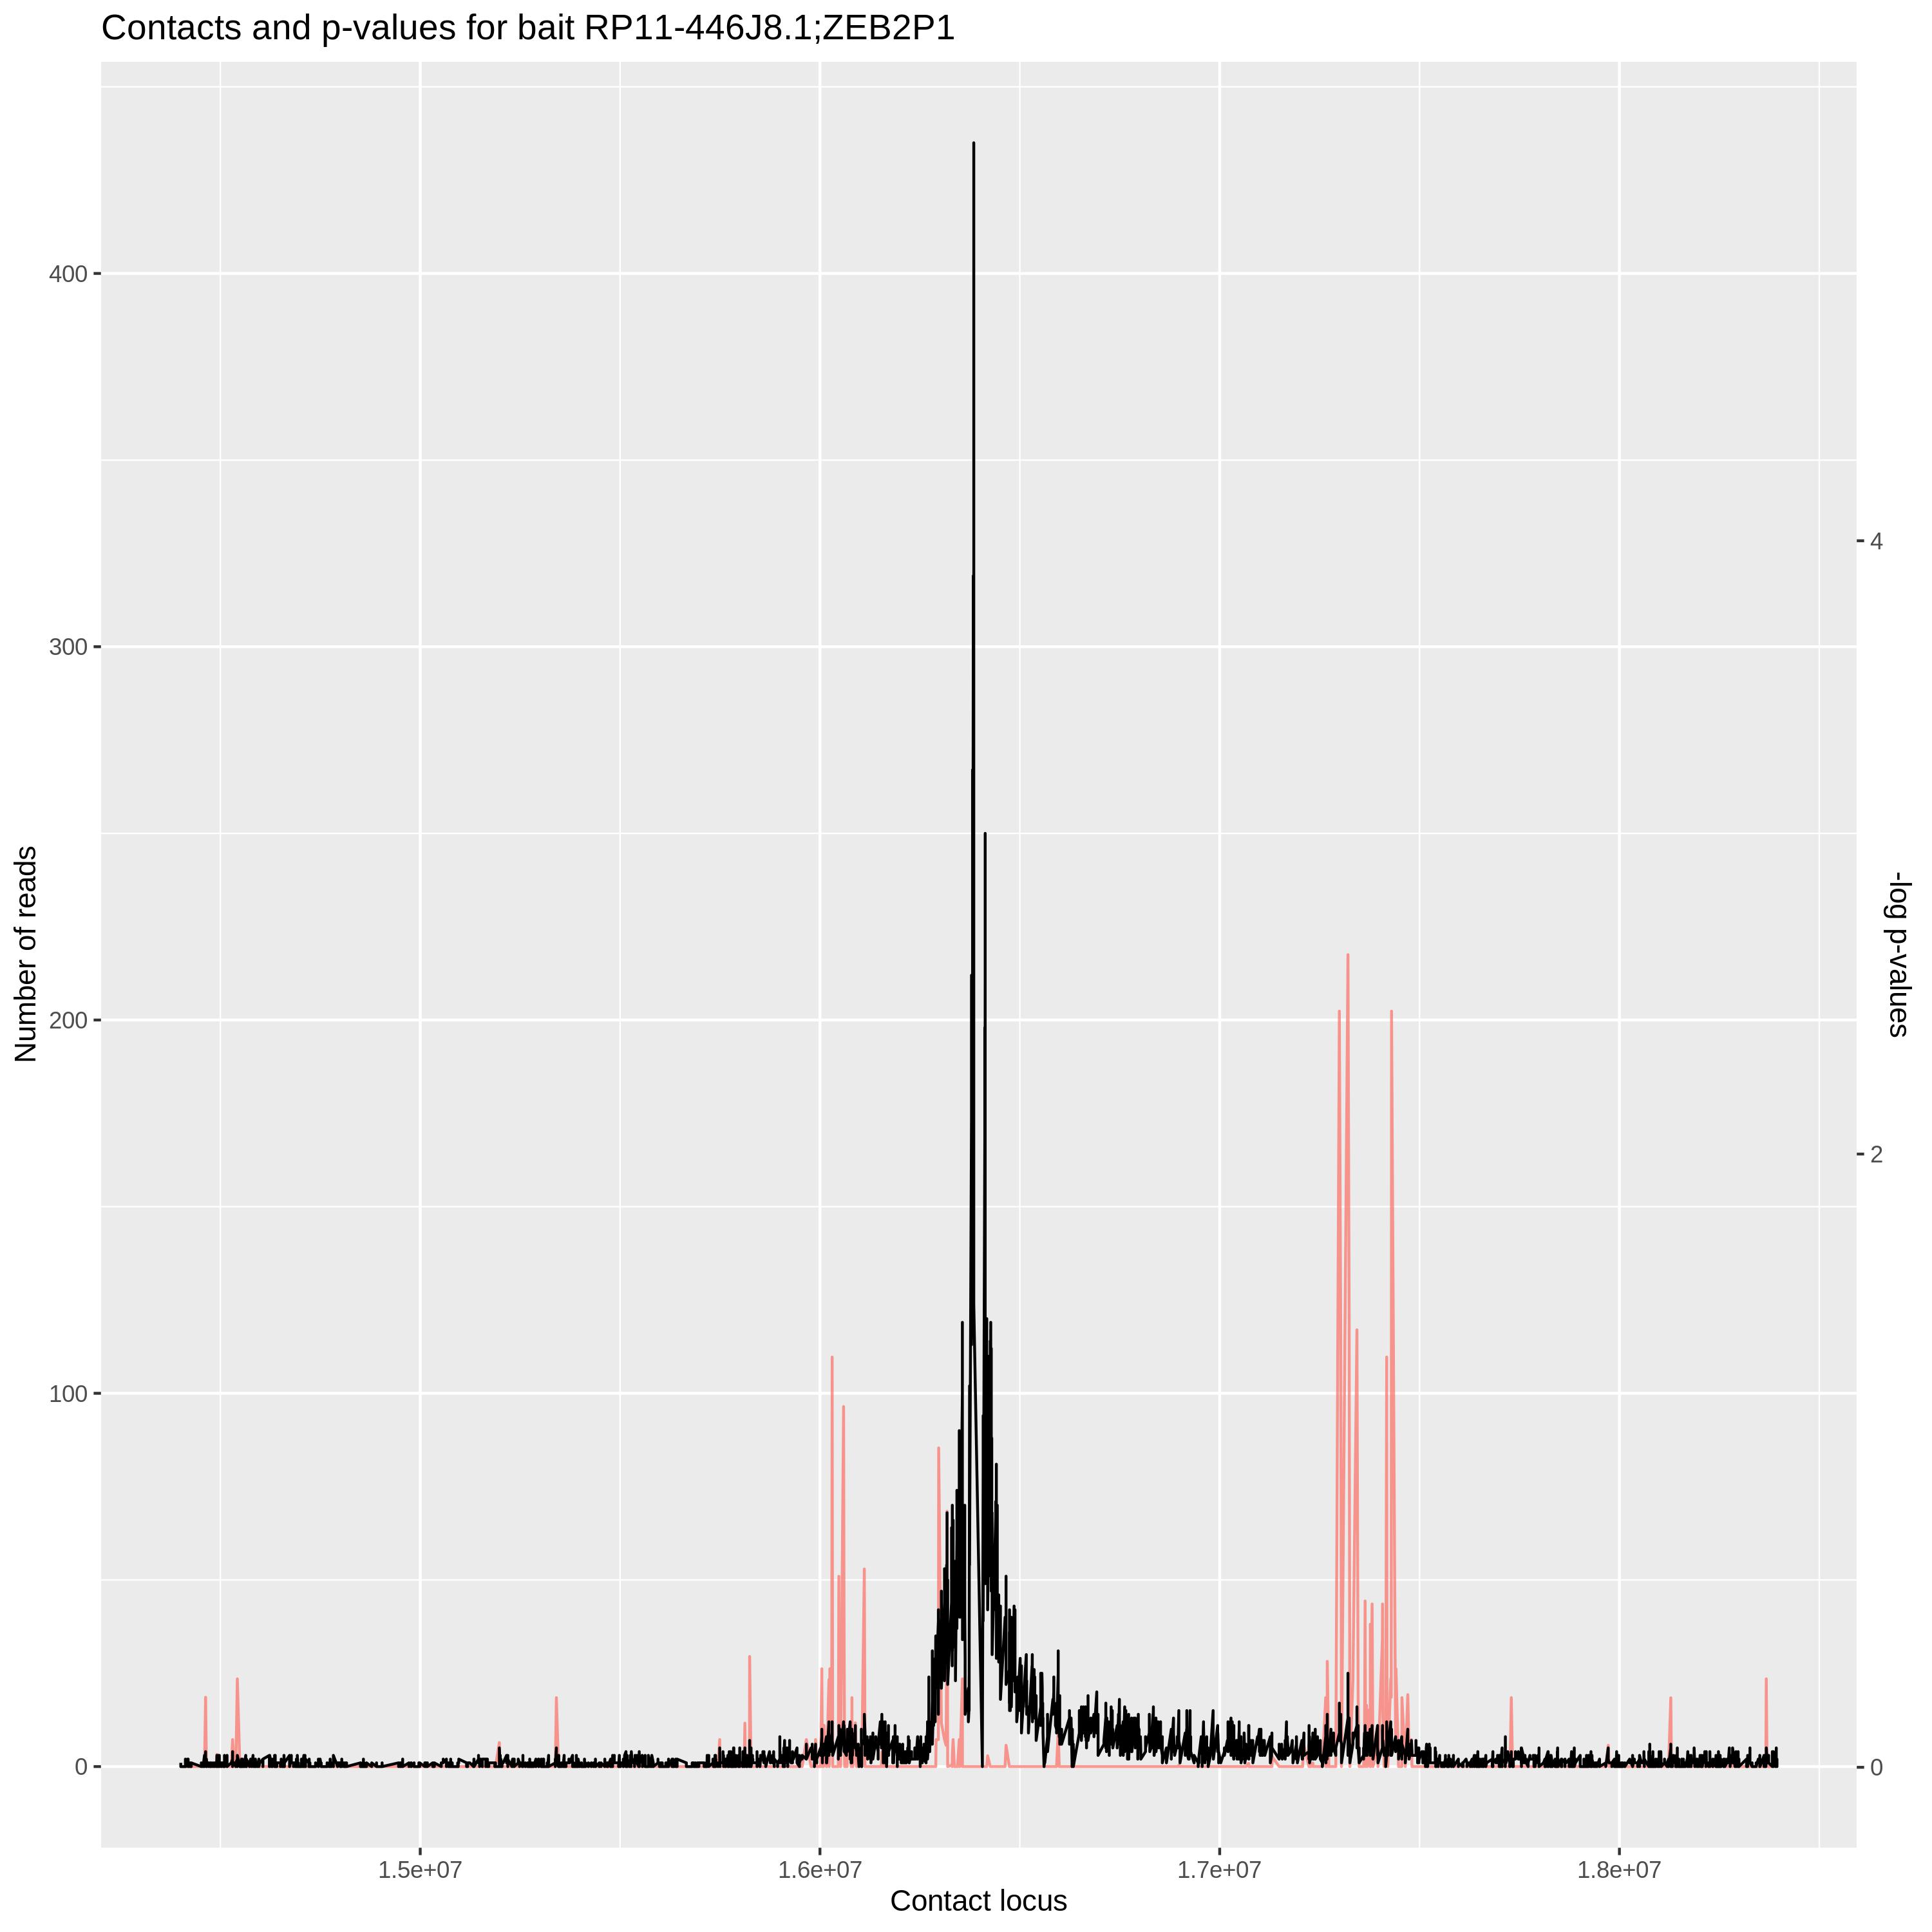 Contacts and p-values for bait RP11-446J8.1;ZEB2P1
Number of reads
400
300
200
100
0
4
2
0
-log p-values
1.5e+07 1.6e+07 1.7e+07 1.8e+07
Contact locus